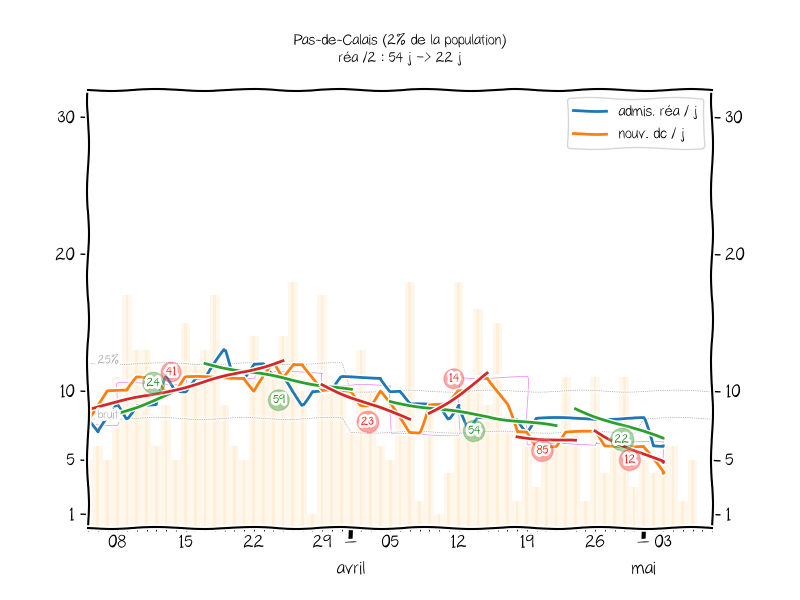 Pas-de-Calais (2% de la population)
réa /2 : 54 j -> 22 j
admis. réa / j
nouv. dc / j
30 30
20 20
10 10
5 5
1 1
25%
bruit
24 41 59 23 14 54 85 22 12
08 15 22 29 05 12 19 26 03
avril mai